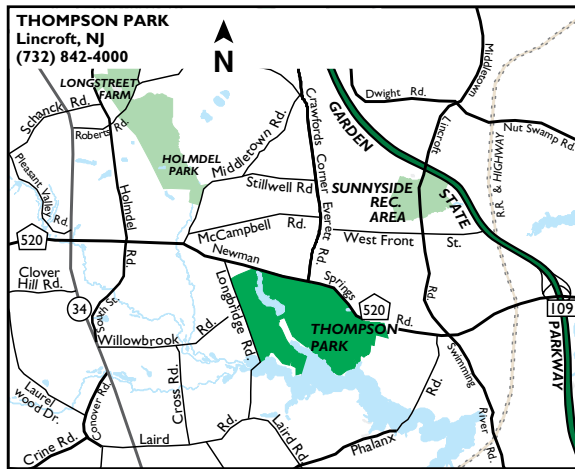 THOMPSON PARK
Lincroft, NJ
(732) 842-4000
N
LONGSTREET
FARM
Schanck Rd.
Roberts Rd.
Pleasant Valley Rd.
Holmdel Rd.
HOLMDEL
PARK
Middletown Rd.
Stillwell Rd.
McCampbell Rd.
Crawfords Corner Everett Rd.
GARDEN STATE PARKWAY
Dwight Rd.
Middletown Lincroft Rd.
Nut Swamp Rd.
R.R. & HIGHWAY
SUNNYSIDE
REC.
AREA
West Front St.
520
Newman Springs Rd.
Clover
Hill Rd.
34
South St.
Willowbrook Rd.
Longbridge Rd.
THOMPSON
PARK
520
109
Swimming River Rd.
Laurel
wood Dr.
Conover Rd.
Cross Rd.
Crine Rd.
Laird Rd.
Laird Rd.
Phalanx Rd.